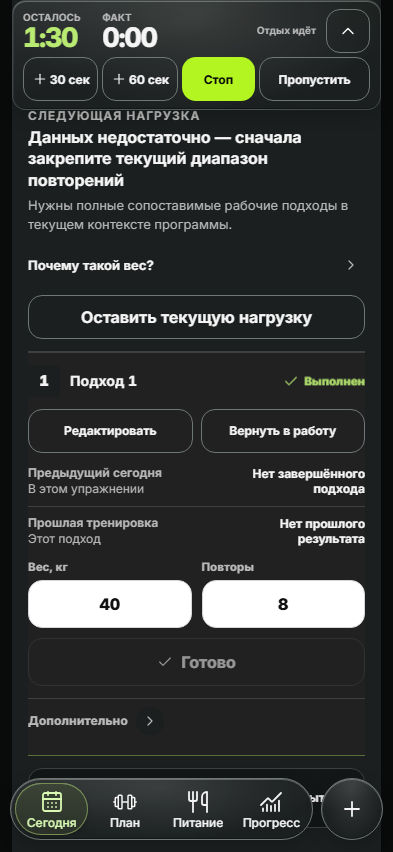 ОСТАЛОСЬ ФАКТ
1:30 0:00 Отдых идёт
+ 30 сек + 60 сек Стоп Пропустить
СЛЕДУЮЩАЯ НАГРУЗКА
Данных недостаточно — сначала
закрепите текущий диапазон
повторений
Нужны полные сопоставимые рабочие подходы в
текущем контексте программы.
Почему такой вес?
Оставить текущую нагрузку
1 Подход 1 Выполнен
Редактировать Вернуть в работу
Предыдущий сегодня Нет завершённого
В этом упражнении подхода
Прошлая тренировка Нет прошлого
Этот подход результата
Вес, кг Повторы
40 8
Готово
Дополнительно
Сегодня План Питание Прогресс